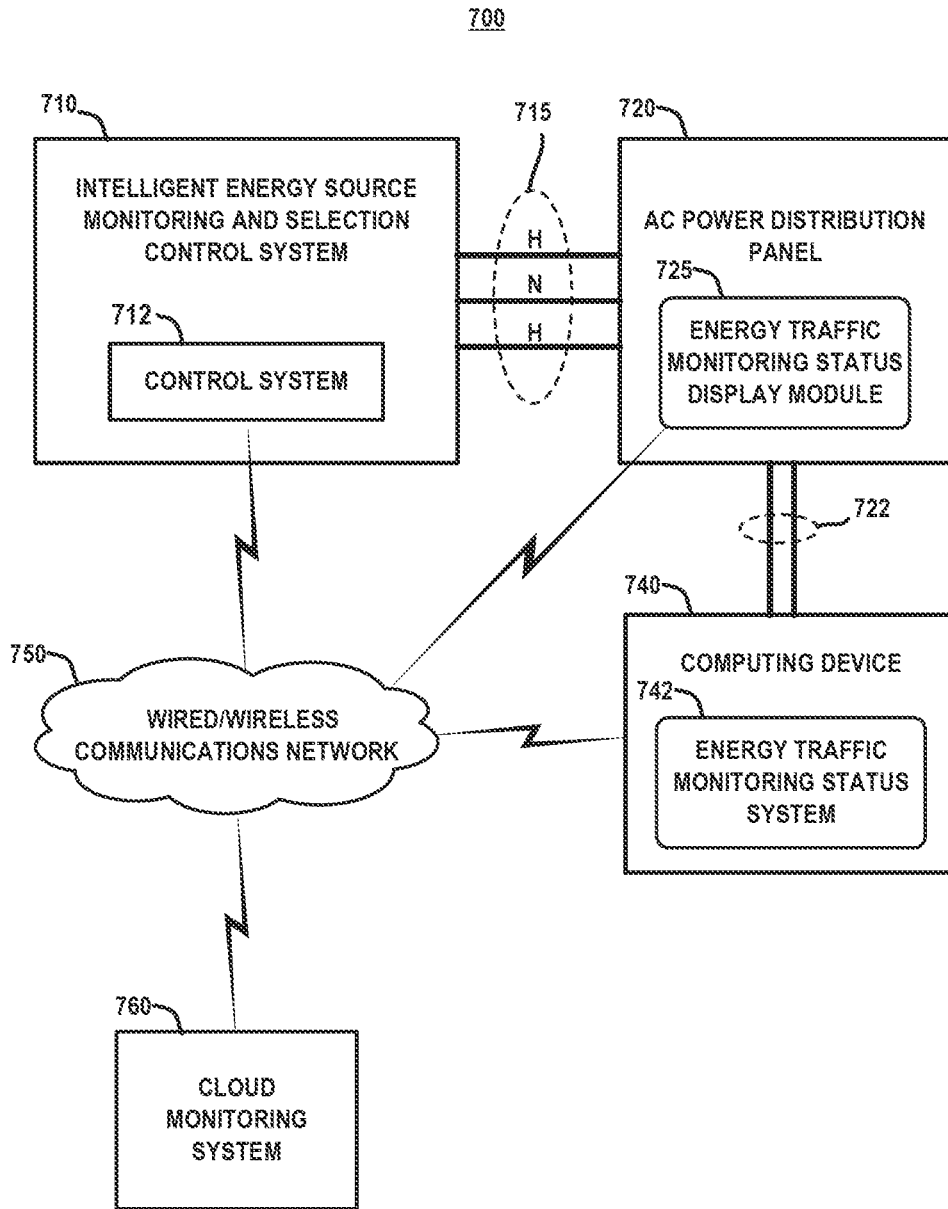 700
710
715
720
INTELLIGENT ENERGY SOURCE
MONITORING AND SELECTION
CONTROL SYSTEM
H
N
H
AC POWER DISTRIBUTION
PANEL
712
CONTROL SYSTEM
725
ENERGY TRAFFIC
MONITORING STATUS
DISPLAY MODULE
722
740
COMPUTING DEVICE
742
ENERGY TRAFFIC
MONITORING STATUS
SYSTEM
750
WIRED/WIRELESS
COMMUNICATIONS NETWORK
760
CLOUD
MONITORING
SYSTEM